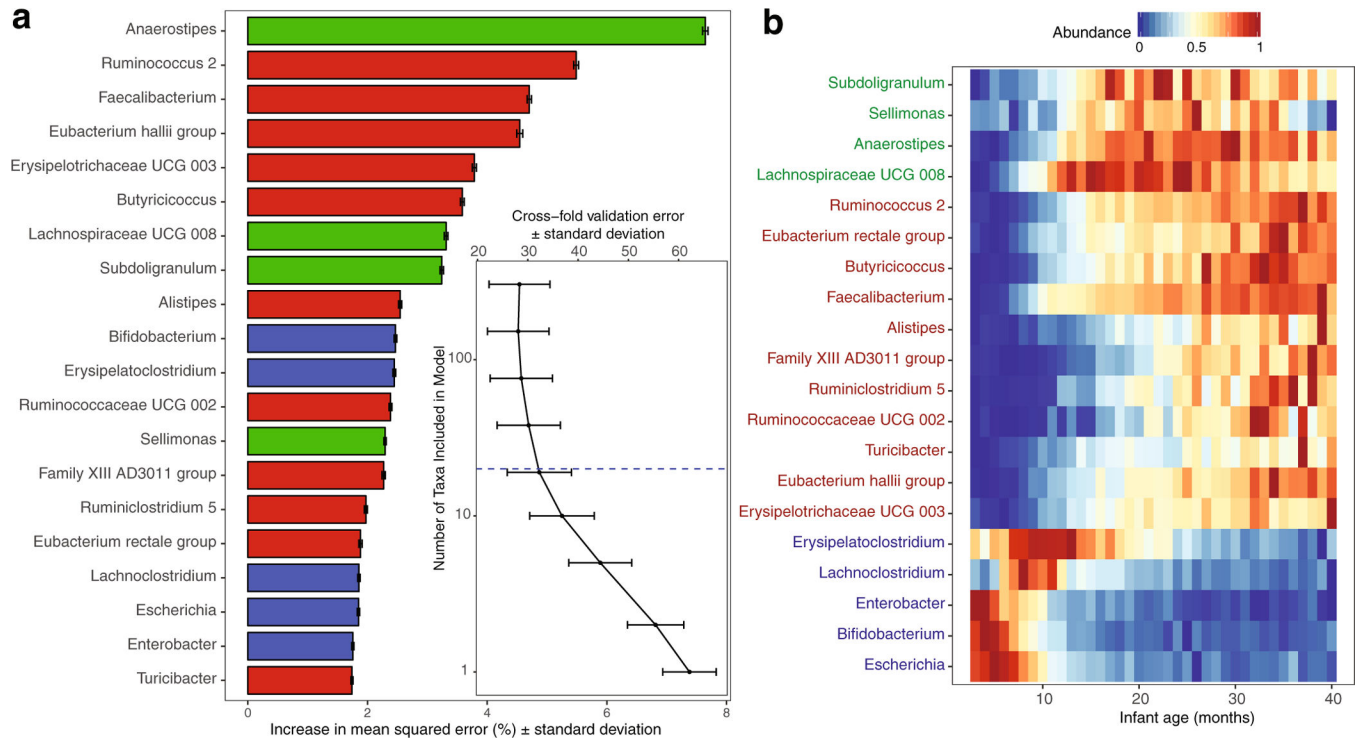 a
Anaerostipes
Ruminococcus 2
Faecalibacterium
Eubacterium hallii group
Erysipelotrichaceae UCG 003
Butyricicoccus
Lachnospiraceae UCG 008
Subdoligranulum
Alistipes
Bifidobacterium
Erysipelatoclostridium
Ruminococcaceae UCG 002
Sellimonas
Family XIII AD3011 group
Ruminiclostridium 5
Eubacterium rectale group
Lachnoclostridium
Escherichia
Enterobacter
Turicibacter
0 2 4 6 8
Increase in mean squared error (%) ± standard deviation
Cross−fold validation error
± standard deviation
20 30 40 50 60
Number of Taxa Included in Model
100
10
1
b
Abundance
0 0.5 1
Subdoligranulum
Sellimonas
Anaerostipes
Lachnospiraceae UCG 008
Ruminococcus 2
Eubacterium rectale group
Butyricicoccus
Faecalibacterium
Alistipes
Family XIII AD3011 group
Ruminiclostridium 5
Ruminococcaceae UCG 002
Turicibacter
Eubacterium hallii group
Erysipelotrichaceae UCG 003
Erysipelatoclostridium
Lachnoclostridium
Enterobacter
Bifidobacterium
Escherichia
10 20 30 40
Infant age (months)